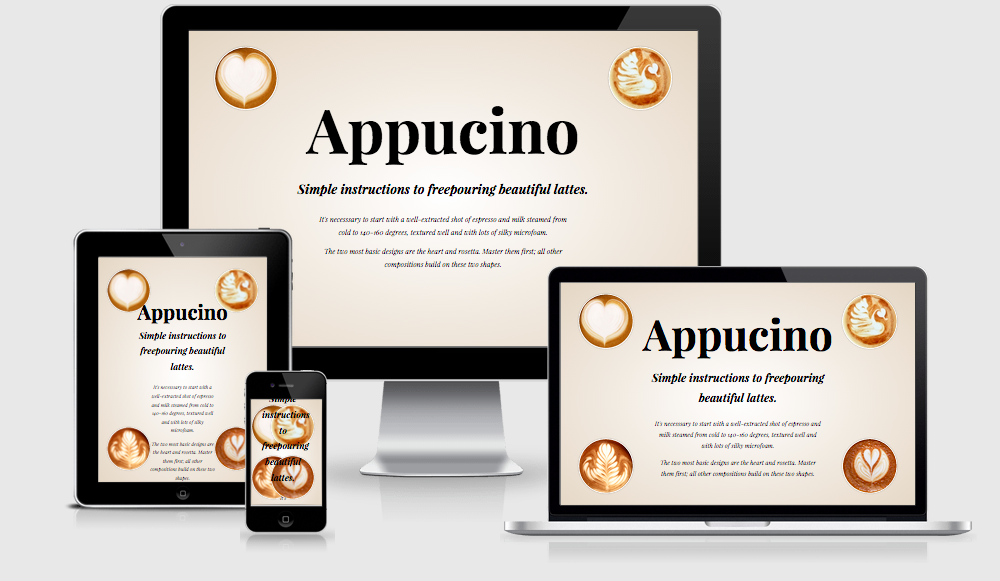 Appucino
Simple instructions to freepouring beautiful lattes.
It's necessary to start with a well-extracted shot of espresso and milk steamed from
cold to 140-160 degrees, textured well and with lots of silky microfoam.
The two most basic designs are the heart and rosetta. Master them first; all other
compositions build on these two shapes.
Appucino
Simple instructions to
freepouring beautiful
lattes.
It's necessary to start with a
well-extracted shot of espresso
and milk steamed from cold to
140-160 degrees, textured well
and with lots of silky
microfoam.
The two most basic designs are
the heart and rosetta. Master
them first; all other
compositions build on these two
shapes.
Simple
instructions
to
freepouring
beautiful
lattes.
It's
Appucino
Simple instructions to freepouring
beautiful lattes.
It's necessary to start with a well-extracted shot of espresso and
milk steamed from cold to 140-160 degrees, textured well and
with lots of silky microfoam.
The two most basic designs are the heart and rosetta. Master
them first; all other compositions build on these two shapes.